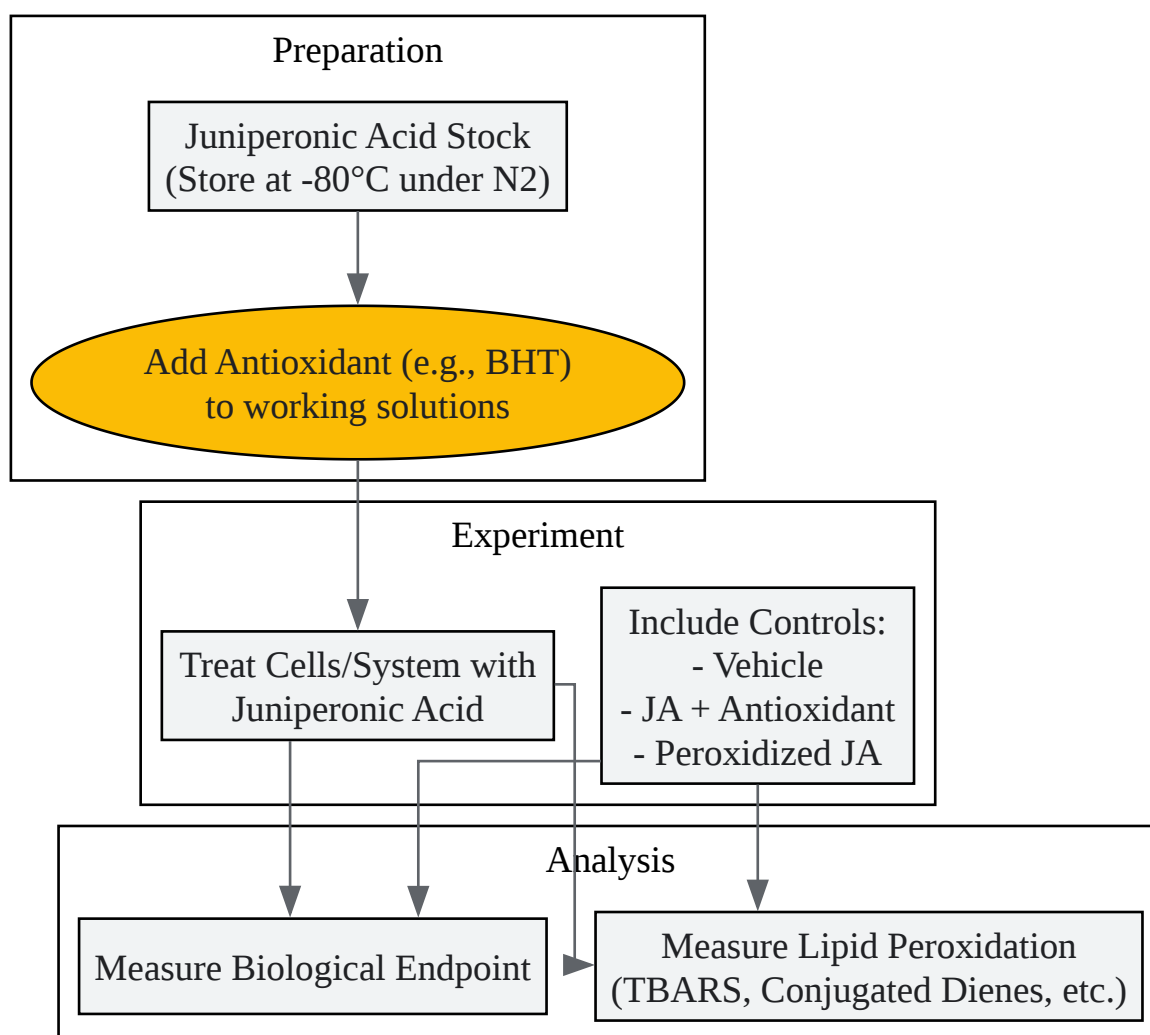 Preparation
Juniperonic Acid Stock
(Store at -80°C under N2)
Add Antioxidant (e.g., BHT)
to working solutions
Experiment
Treat Cells/System with
Juniperonic Acid
Include Controls:
- Vehicle
- JA + Antioxidant
- Peroxidized JA
Analysis
Measure Biological Endpoint
Measure Lipid Peroxidation
(TBARS, Conjugated Dienes, etc.)